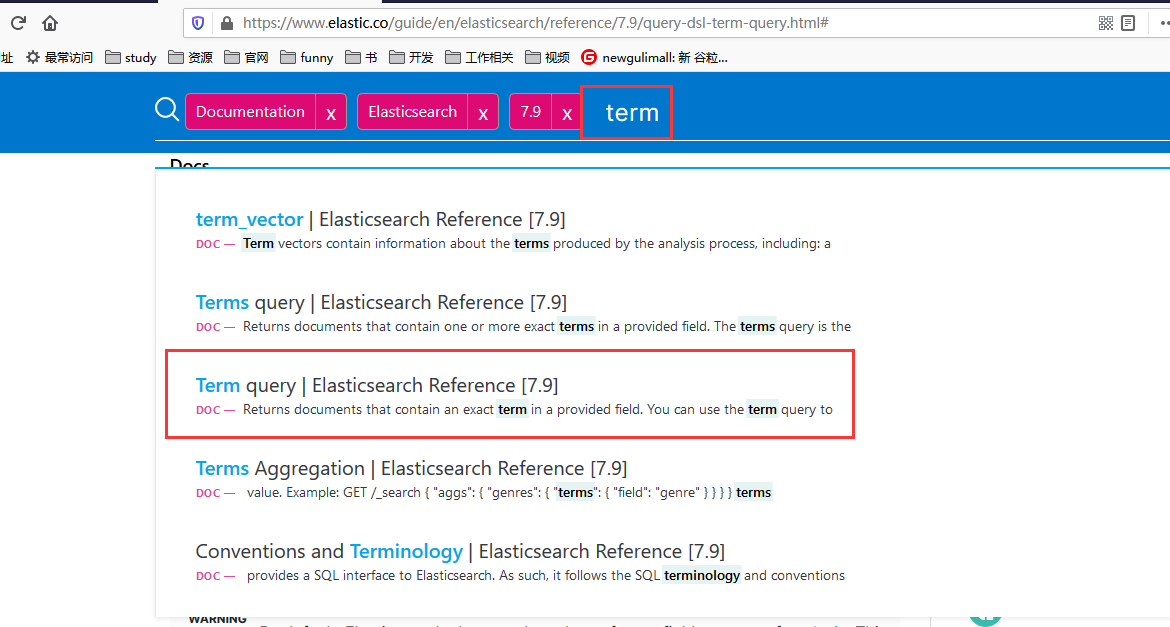 https://www.elastic.co/guide/en/elasticsearch/reference/7.9/query-dsl-term-query.html#
址 最常访问 study 资源 官网 funny 书 开发 工作相关 视频 newgulimall: 新 谷粒...
Documentation x Elasticsearch x 7.9 x term
Docs
term_vector | Elasticsearch Reference [7.9]
DOC — Term vectors contain information about the terms produced by the analysis process, including: a
Terms query | Elasticsearch Reference [7.9]
DOC — Returns documents that contain one or more exact terms in a provided field. The terms query is the
Term query | Elasticsearch Reference [7.9]
DOC — Returns documents that contain an exact term in a provided field. You can use the term query to
Terms Aggregation | Elasticsearch Reference [7.9]
DOC — value. Example: GET /_search { "aggs": { "genres": { "terms": { "field": "genre" } } } } terms
Conventions and Terminology | Elasticsearch Reference [7.9]
DOC — provides a SQL interface to Elasticsearch. As such, it follows the SQL terminology and conventions
WARNING